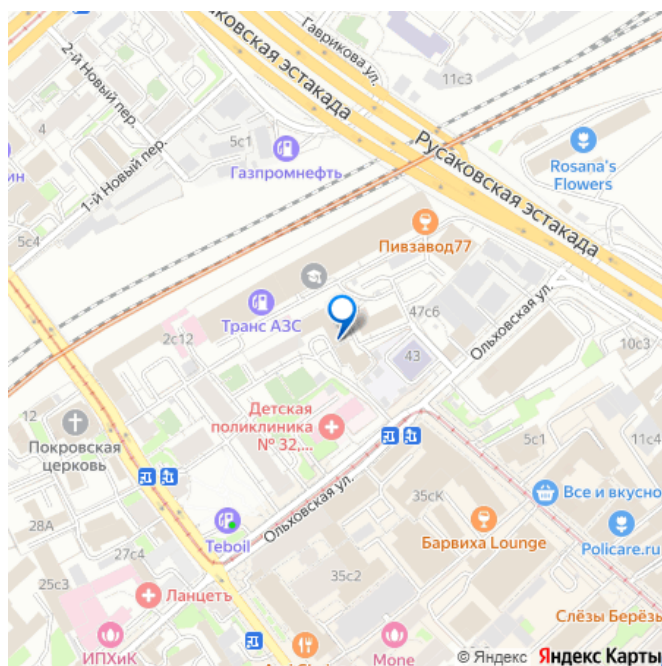 Гаврикова ул.
11с3
Русаковская эстакада
Русаковская эстакада
2-й Новый пер.
4
5с1
Газпромнефть
Rosana's
Flowers
1-й Новый пер.
5с4
Пивзавод77
Транс АЗС
47с6
Ольховская ул.
2с12
43
10с3
12
Покровская
церковь
Детская
поликлиника
№ 32,...
5с1
11с4
28А
35сК
Все и вкусно
Ольховская ул.
Teboil
Барвиха Lounge
Policare.ru
27с4
25с3
Ланцетъ
35с2
Слёзы Берёзы
ИПХиК
Mone
© Яндекс Яндекс Карты